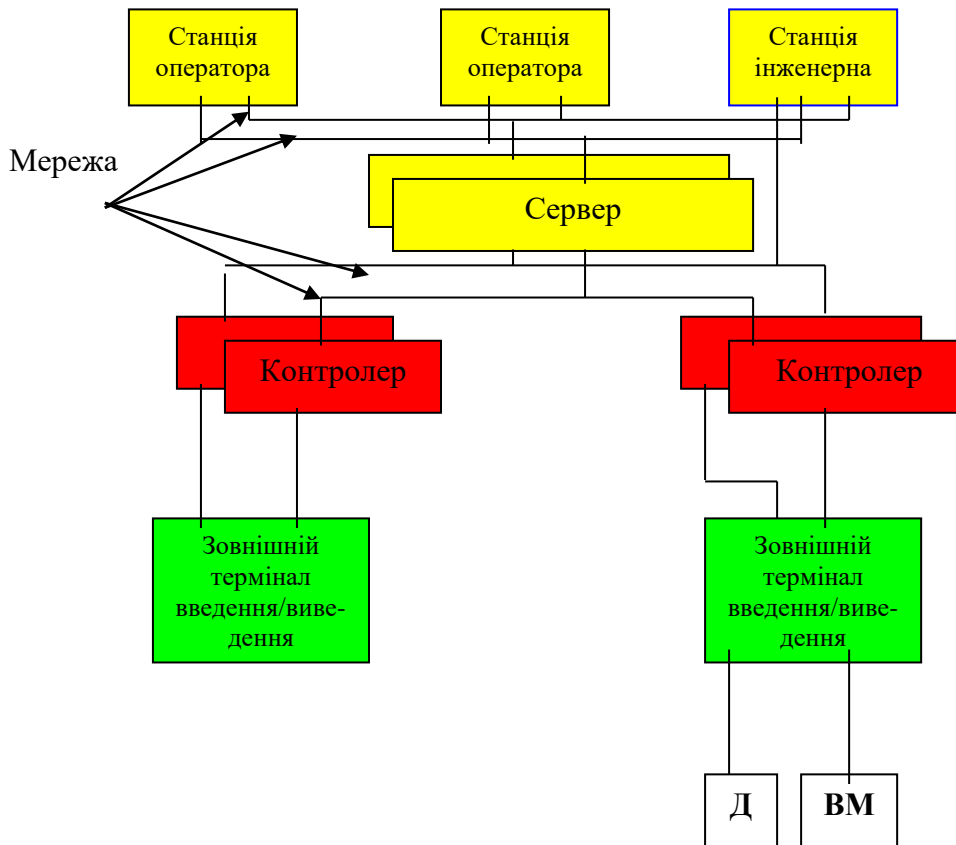 Станція
оператора
Станція
оператора
Станція
інженерна
Мережа
Сервер
Контролер
Контролер
Зовнішній
термінал
введення/виве-
дення
Зовнішній
термінал
введення/виве-
дення
Д
ВМ